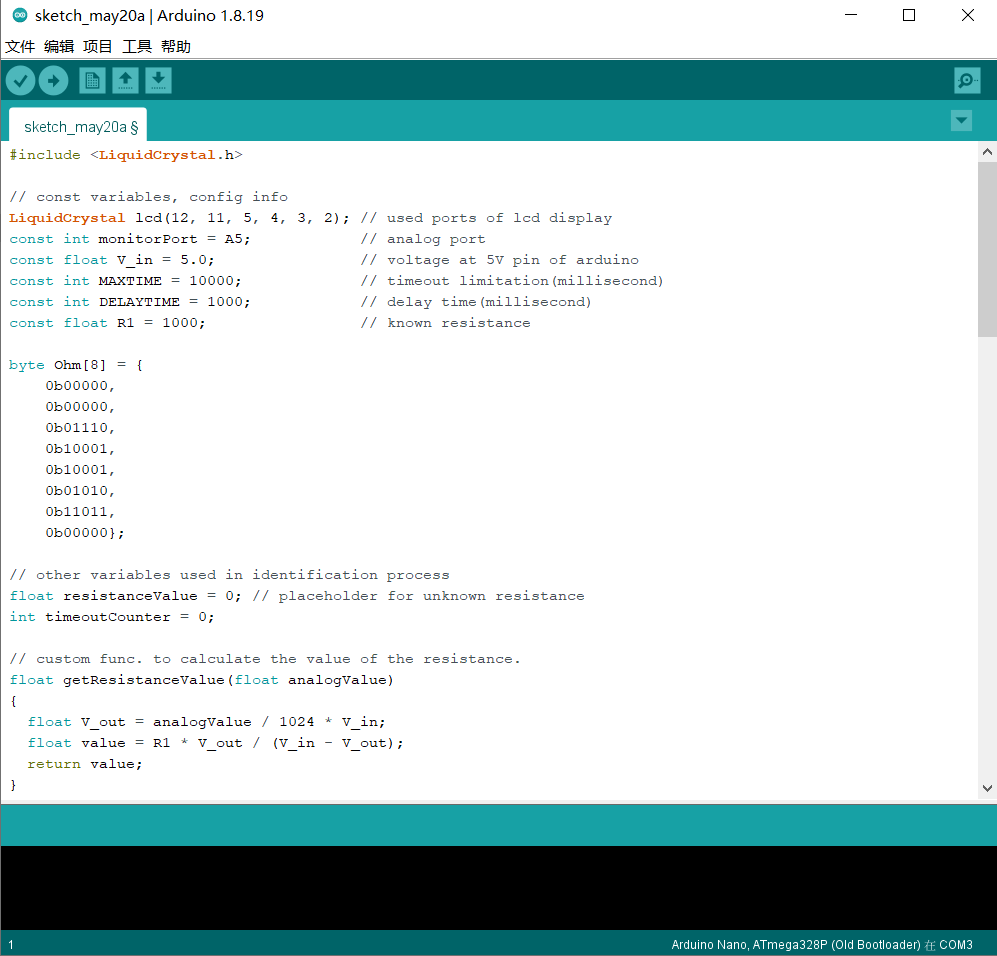 sketch_may20a | Arduino 1.8.19
文件 编辑 项目 工具 帮助
sketch_may20a §
#include <LiquidCrystal.h>
// const variables, config info
LiquidCrystal lcd(12, 11, 5, 4, 3, 2); // used ports of lcd display
const int monitorPort = A5; // analog port
const float V_in = 5.0; // voltage at 5V pin of arduino
const int MAXTIME = 10000; // timeout limitation(millisecond)
const int DELAYTIME = 1000; // delay time(millisecond)
const float R1 = 1000; // known resistance
byte Ohm[8] = {
0b00000,
0b00000,
0b01110,
0b10001,
0b10001,
0b01010,
0b11011,
0b00000};
// other variables used in identification process
float resistanceValue = 0; // placeholder for unknown resistance
int timeoutCounter = 0;
// custom func. to calculate the value of the resistance.
float getResistanceValue(float analogValue)
{
float V_out = analogValue / 1024 * V_in;
float value = R1 * V_out / (V_in - V_out);
return value;
}
1
Arduino Nano, ATmega328P (Old Bootloader) 在 COM3